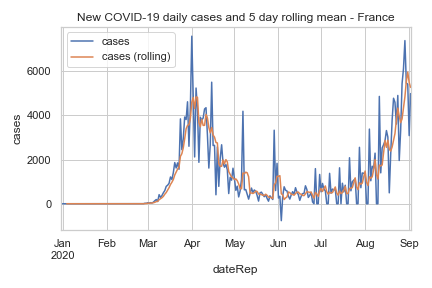 New COVID-19 daily cases and 5 day rolling mean - France
cases
cases (rolling)
6000
4000
2000
0
cases
Jan
2020
Feb
Mar
Apr
May
Jun
Jul
Aug
Sep
dateRep